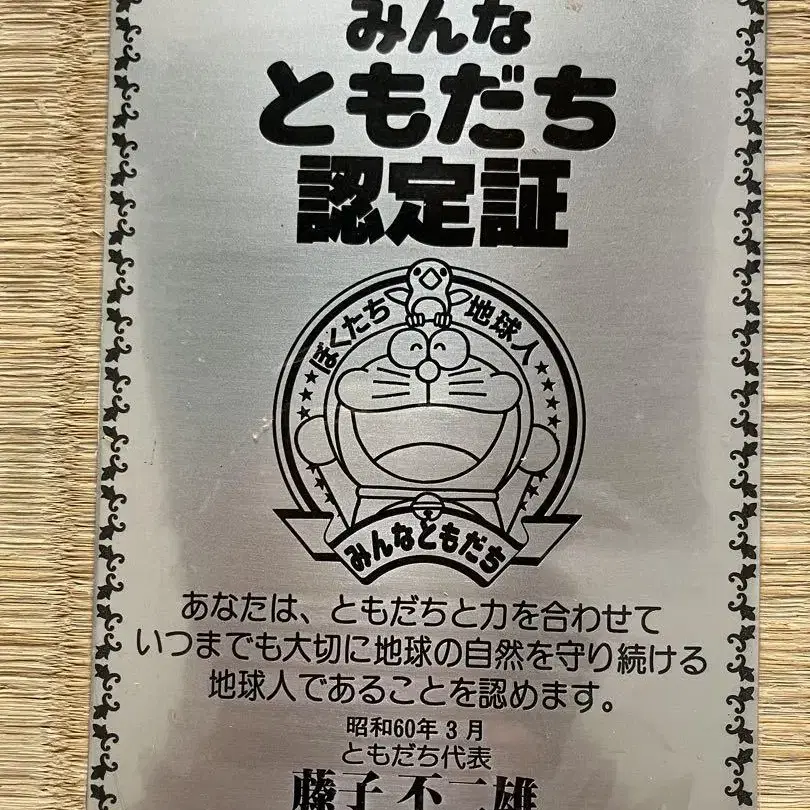 みんな
ともだち
認定証
ぼくたち地球人
みんなともだち
あなたは、ともだちと力を合わせて
いつまでも大切に地球の自然を守り続ける
地球人であることを認めます。
昭和60年3月
ともだち代表
藤子不二雄